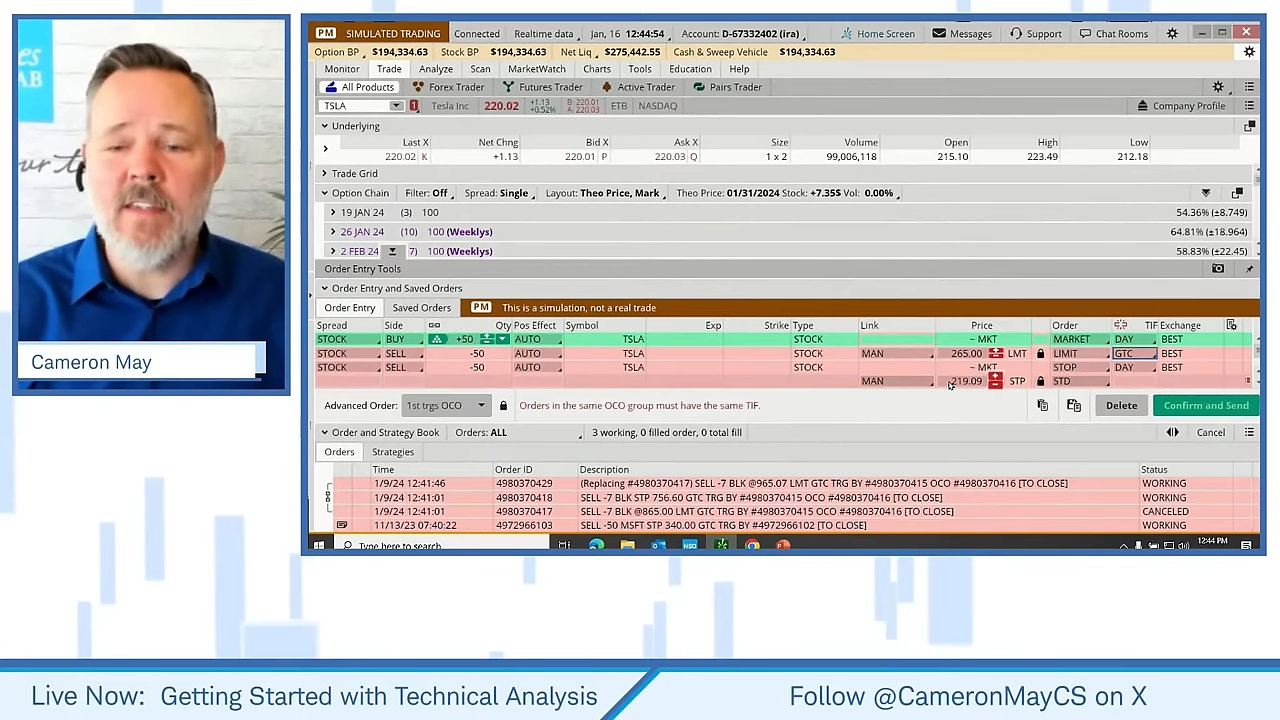 es
AB
ur t
Cameron May
PM SIMULATED TRADING Connected Realtime data Jan, 16 12:44:54 Account: D-67332402 (ira) Home Screen Messages Support Chat Rooms
Option BP $194,334.63 Stock BP $194,334.63 Net Liq $275,442.55 Cash & Sweep Vehicle $194,334.63
Monitor Trade Analyze Scan MarketWatch Charts Tools Education Help
All Products Forex Trader Futures Trader Active Trader Pairs Trader
TSLA 1 Tesla Inc 220.02 +1.13 +0.52% B: 220.01 A: 220.03 ETB NASDAQ Company Profile
Underlying
Last X Net Chng Bid X Ask X Size Volume Open High Low
220.02 K +1.13 220.01 P 220.03 Q 1 x 2 99,006,118 215.10 223.49 212.18
Trade Grid
Option Chain Filter: Off Spread: Single Layout: Theo Price, Mark Theo Price: 01/31/2024 Stock: +7.35$ Vol: 0.00%
19 JAN 24 (3) 100 54.36% (±8.749)
26 JAN 24 (10) 100 (Weeklys) 64.81% (±18.964)
2 FEB 24 7) 100 (Weeklys) 58.83% (±22.45)
Order Entry Tools
Order Entry and Saved Orders
Order Entry Saved Orders PM This is a simulation, not a real trade
Spread Side Qty Pos Effect Symbol Exp Strike Type Link Price Order TIF Exchange
STOCK BUY +50 AUTO TSLA STOCK ~ MKT MARKET DAY BEST
STOCK SELL -50 AUTO TSLA STOCK MAN 265.00 LMT LIMIT GTC BEST
STOCK SELL -50 AUTO TSLA STOCK ~ MKT STOP DAY BEST
MAN 219.09 STP STD
Advanced Order: 1st trgs OCO Orders in the same OCO group must have the same TIF. Delete Confirm and Send
Order and Strategy Book Orders: ALL 3 working, 0 filled order, 0 total fill Cancel
Orders Strategies
Time Order ID Description Status
1/9/24 12:41:46 4980370429 (Replacing #4980370417) SELL -7 BLK @965.07 LMT GTC TRG BY #4980370415 OCO #4980370416 [TO CLOSE] WORKING
1/9/24 12:41:01 4980370418 SELL -7 BLK STP 756.60 GTC TRG BY #4980370415 OCO #4980370416 [TO CLOSE] WORKING
1/9/24 12:41:01 4980370417 SELL -7 BLK @865.00 LMT GTC TRG BY #4980370415 OCO #4980370416 [TO CLOSE] CANCELED
11/13/23 07:40:22 4972966103 SELL -50 MSFT STP 340.00 GTC TRG BY #4972966102 [TO CLOSE] WORKING
Type here to search 12:44 PM
Live Now: Getting Started with Technical Analysis Follow @CameronMayCS on X